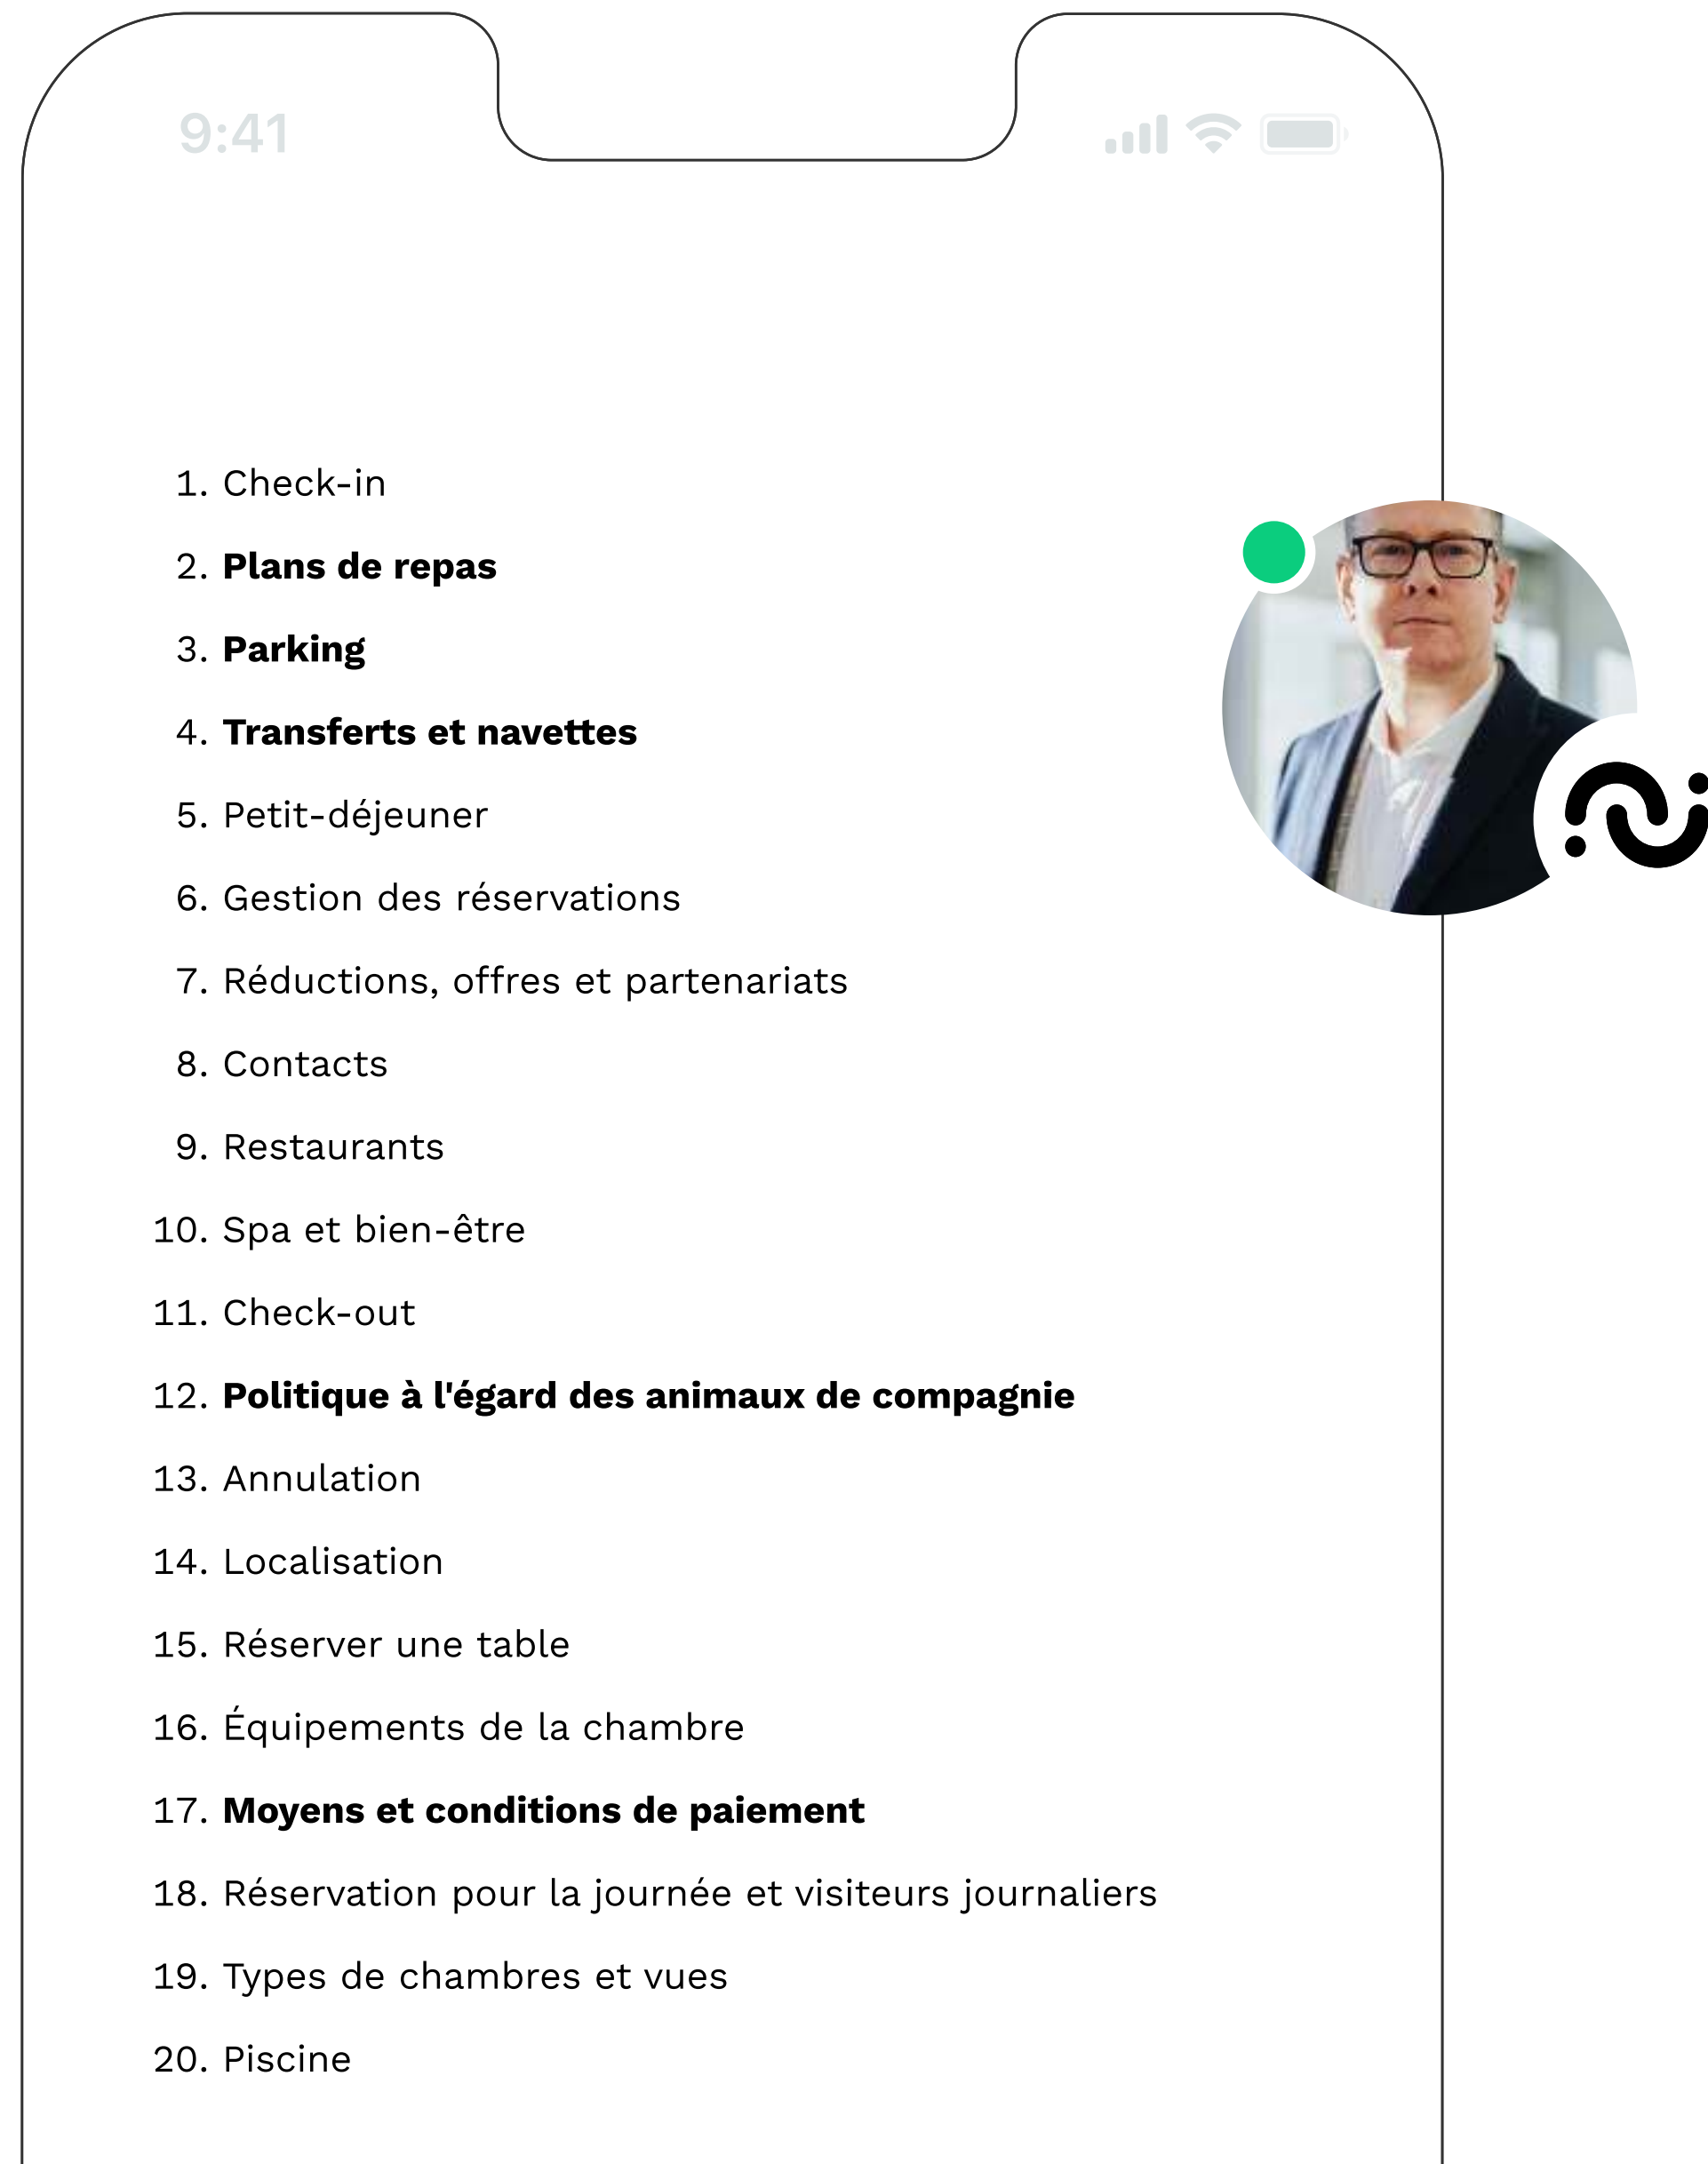 9:41
1. Check-in
2. Plans de repas
3. Parking
4. Transferts et navettes
5. Petit-déjeuner
6. Gestion des réservations
7. Réductions, offres et partenariats
8. Contacts
9. Restaurants
10. Spa et bien-être
11. Check-out
12. Politique à l'égard des animaux de compagnie
13. Annulation
14. Localisation
15. Réserver une table
16. Équipements de la chambre
17. Moyens et conditions de paiement
18. Réservation pour la journée et visiteurs journaliers
19. Types de chambres et vues
20. Piscine